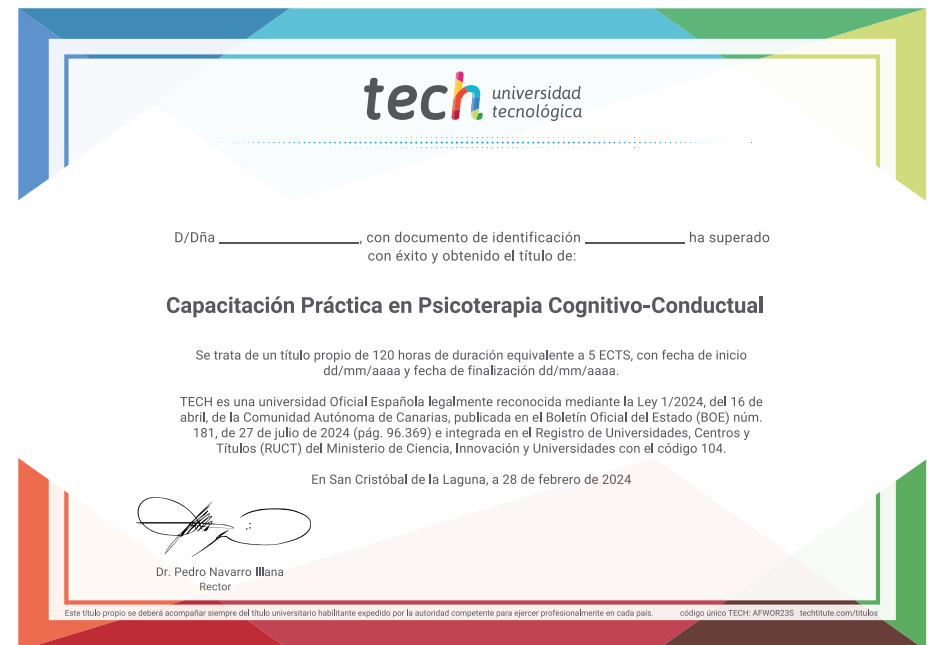 tech universidad
tecnológica
D/Dña ____________________, con documento de identificación ______________ ha superado
con éxito y obtenido el título de:
Capacitación Práctica en Psicoterapia Cognitivo-Conductual
Se trata de un título propio de 120 horas de duración equivalente a 5 ECTS, con fecha de inicio
dd/mm/aaaa y fecha de finalización dd/mm/aaaa.
TECH es una universidad Oficial Española legalmente reconocida mediante la Ley 1/2024, del 16 de
abril, de la Comunidad Autónoma de Canarias, publicada en el Boletín Oficial del Estado (BOE) núm.
181, de 27 de julio de 2024 (pág. 96.369) e integrada en el Registro de Universidades, Centros y
Títulos (RUCT) del Ministerio de Ciencia, Innovación y Universidades con el código 104.
En San Cristóbal de la Laguna, a 28 de febrero de 2024
Dr. Pedro Navarro Illana
Rector
Este título propio se deberá acompañar siempre del título universitario habilitante expedido por la autoridad competente para ejercer profesionalmente en cada país. código único TECH: AFWOR23S techtitute.com/titulos